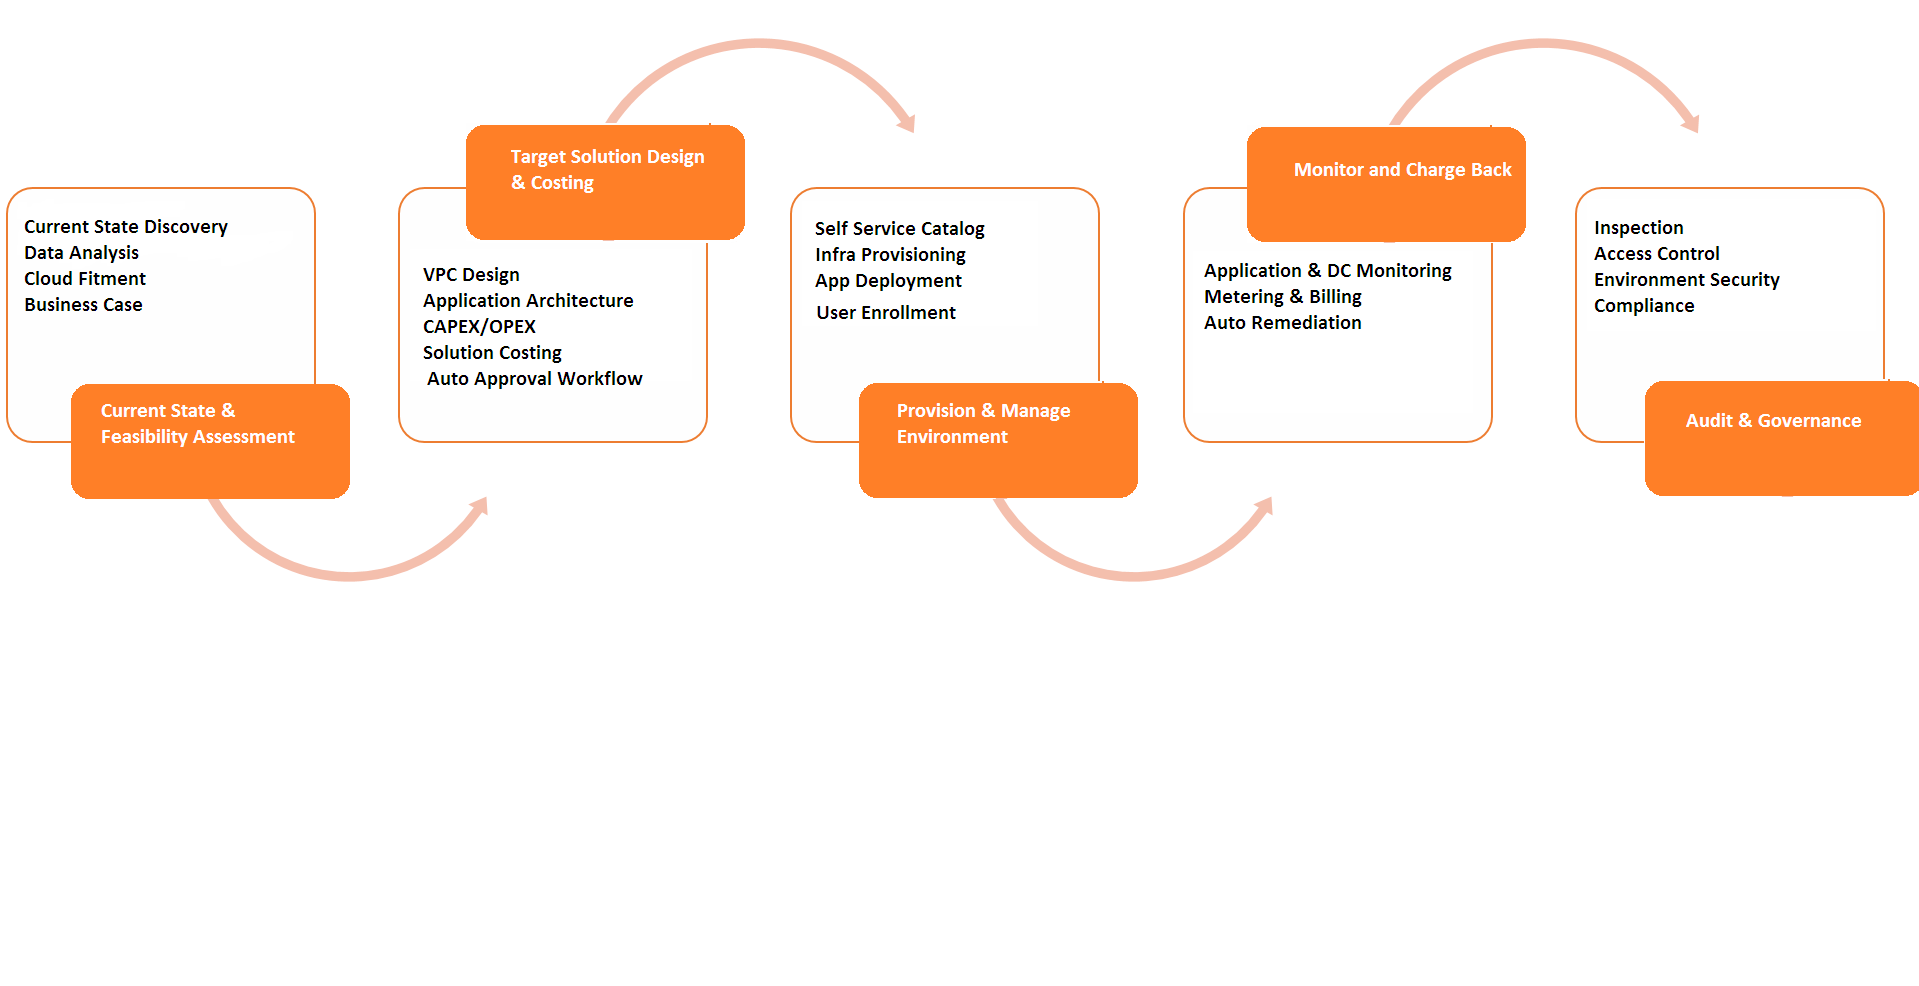 Current State Discovery
Data Analysis
Cloud Fitment
Business Case
Current State &
Feasibility Assessment
Target Solution Design
& Costing
VPC Design
Application Architecture
CAPEX/OPEX
Solution Costing
Auto Approval Workflow
Self Service Catalog
Infra Provisioning
App Deployment
User Enrollment
Provision & Manage
Environment
Monitor and Charge Back
Application & DC Monitoring
Metering & Billing
Auto Remediation
Inspection
Access Control
Environment Security
Compliance
Audit & Governance